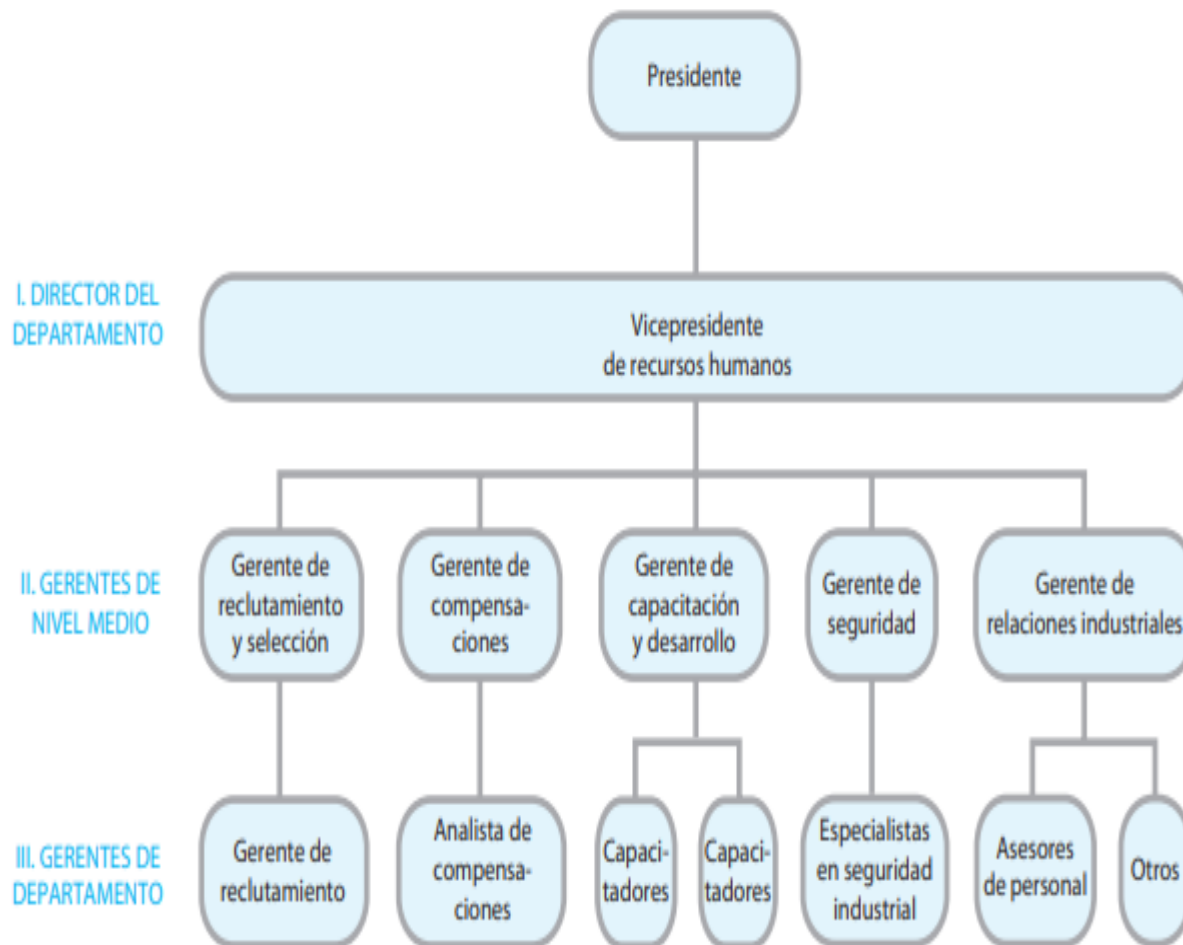 Presidente
I. DIRECTOR DEL
DEPARTAMENTO
Vicepresidente
de recursos humanos
II. GERENTES DE
NIVEL MEDIO
Gerente de
reclutamiento
y selección
Gerente de
compensa-
ciones
Gerente de
capacitación
y desarrollo
Gerente de
seguridad
Gerente de
relaciones industriales
III. GERENTES DE
DEPARTAMENTO
Gerente de
reclutamiento
Analista de
compensa-
ciones
Capaci-
tadores
Capaci-
tadores
Especialistas
en seguridad
industrial
Asesores
de personal
Otros